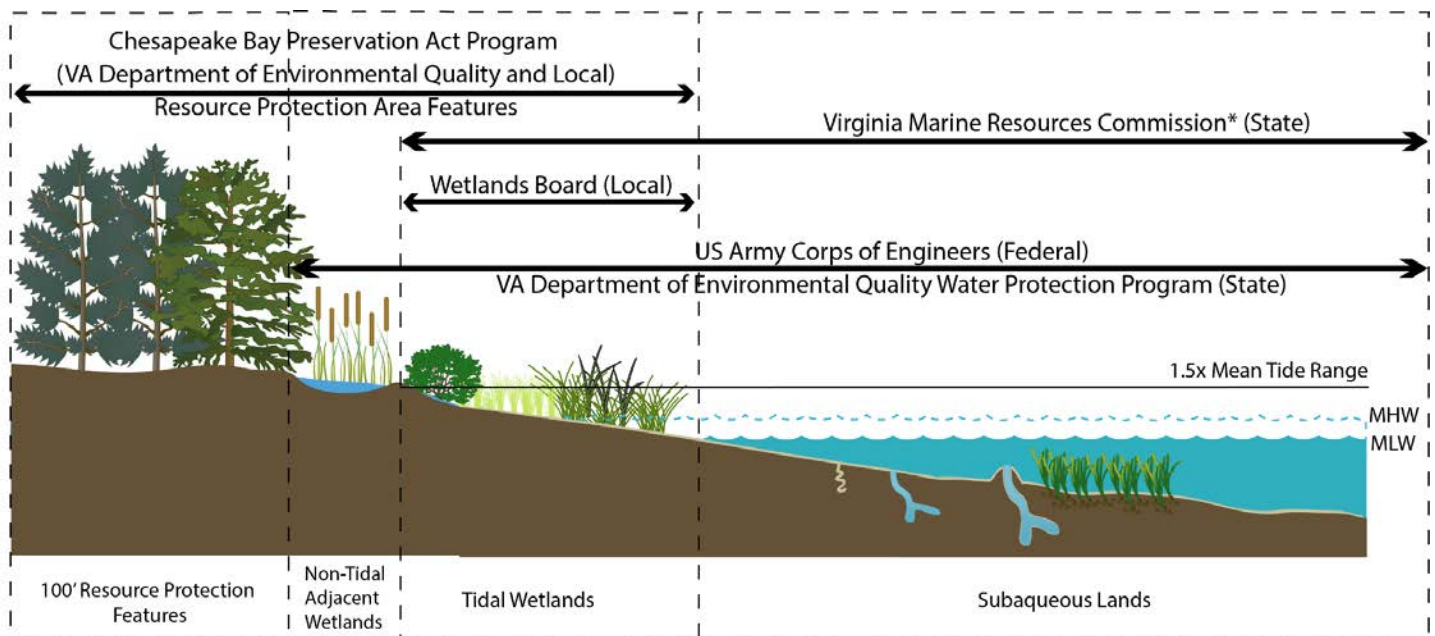 Chesapeake Bay Preservation Act Program
(VA Department of Environmental Quality and Local)
Resource Protection Area Features
Virginia Marine Resources Commission* (State)
Wetlands Board (Local)
US Army Corps of Engineers (Federal)
VA Department of Environmental Quality Water Protection Program (State)
1.5x Mean Tide Range
MHW
MLW
100' Resource Protection
Features
Non-Tidal
Adjacent
Wetlands
Tidal Wetlands
Subaqueous Lands